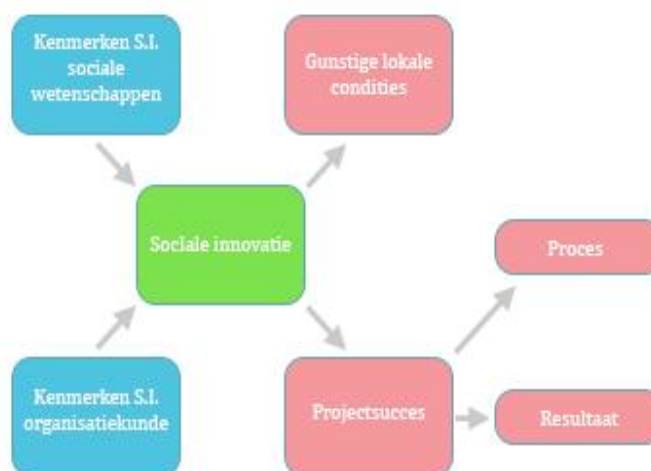 Kenmerken S.I.
sociale
wetenschappen
Gunstige lokale
condities
Sociale innovatie
Proces
Kenmerken S.I.
organisatiekunde
Projectsucces
Resultaat